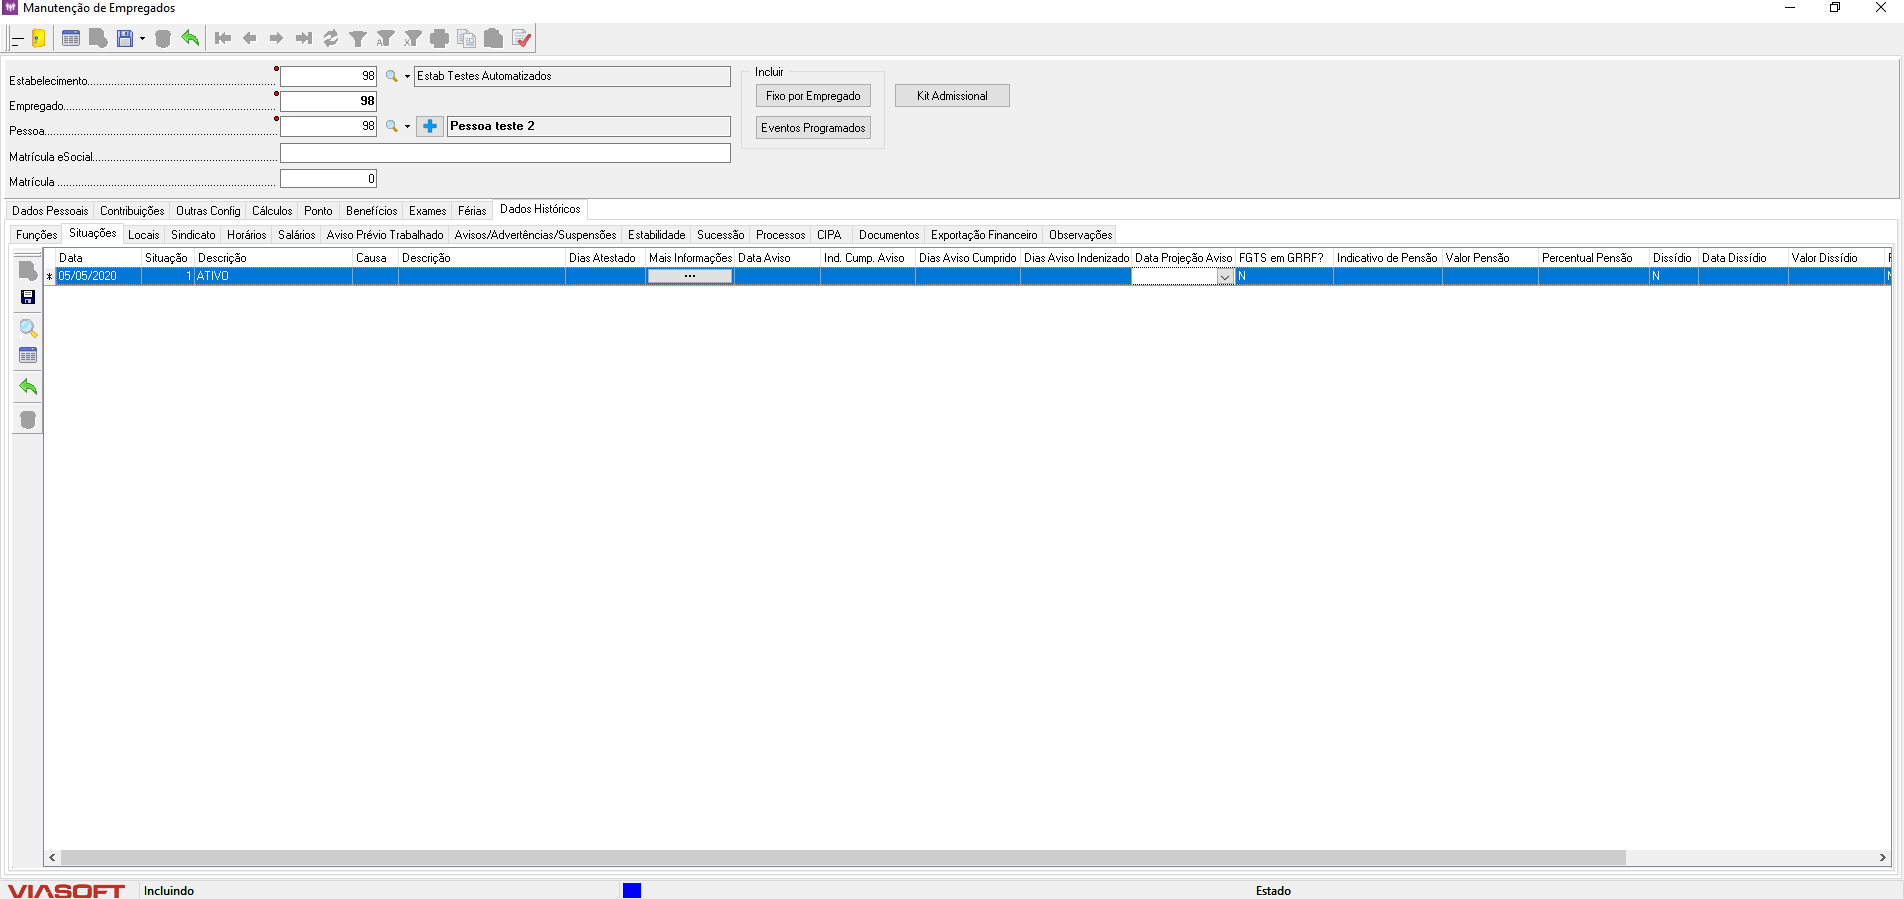 Manutenção de Empregados
Estabelecimento 98 Estab Testes Automatizados
Empregado 98
Pessoa 98 Pessoa teste 2
Matrícula eSocial
Matrícula 0
Incluir
Fixo por Empregado Kit Admissional
Eventos Programados
Dados Pessoais Contribuições Outras Config Cálculos Ponto Benefícios Exames Férias Dados Históricos
Funções Situações Locais Sindicato Horários Salários Aviso Prévio Trabalhado Avisos/Advertências/Suspensões Estabilidade Sucessão Processos CIPA Documentos Exportação Financeiro Observações
Data Situação Descrição Causa Descrição Dias Atestado Mais Informações Data Aviso Ind. Cump. Aviso Dias Aviso Cumprido Dias Aviso Indenizado Data Projeção Aviso FGTS em GRRF? Indicativo de Pensão Valor Pensão Percentual Pensão Dissídio Data Dissídio Valor Dissídio
* 05/05/2020 1 ATIVO ... N N
VIASOFT Incluindo Estado